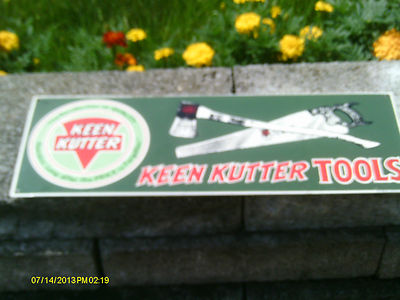 KEEN
KUTTER
KEEN KUTTER TOOLS
07/14/2013 PM 02:19